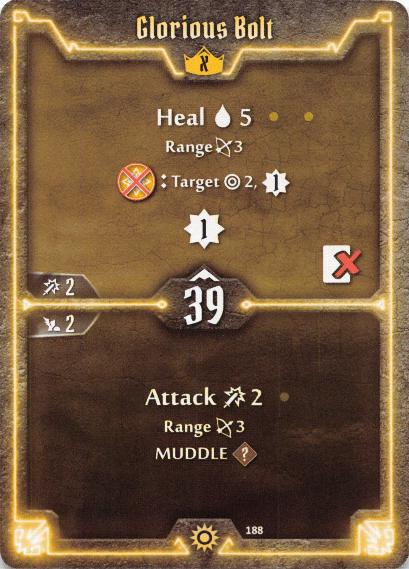 Glorious Bolt
X
Heal 5
Range 3
: Target 2, 1
1
2
39
2
Attack 2
Range 3
MUDDLE ?
188